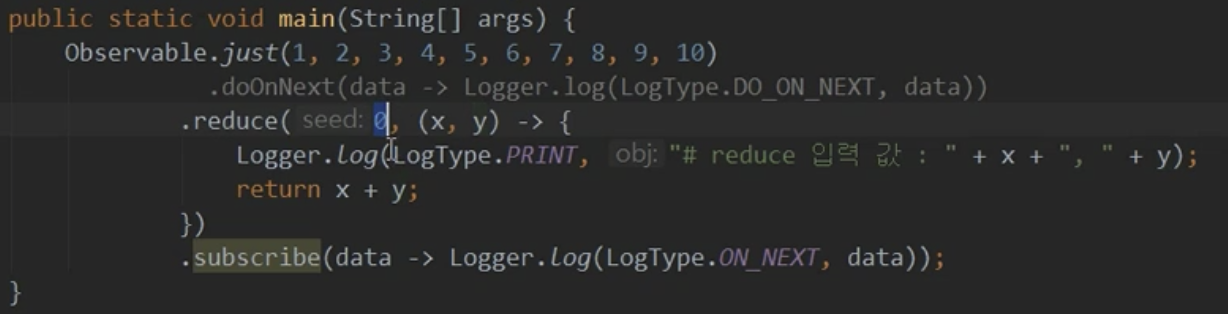 public static void main(String[] args) {
Observable.just(1, 2, 3, 4, 5, 6, 7, 8, 9, 10)
.doOnNext(data -> Logger.log(LogType.DO_ON_NEXT, data))
.reduce( seed: 0, (x, y) -> {
Logger.log(LogType.PRINT, obj: "# reduce 입력 값 : " + x + ", " + y);
return x + y;
})
.subscribe(data -> Logger.log(LogType.ON_NEXT, data));
}